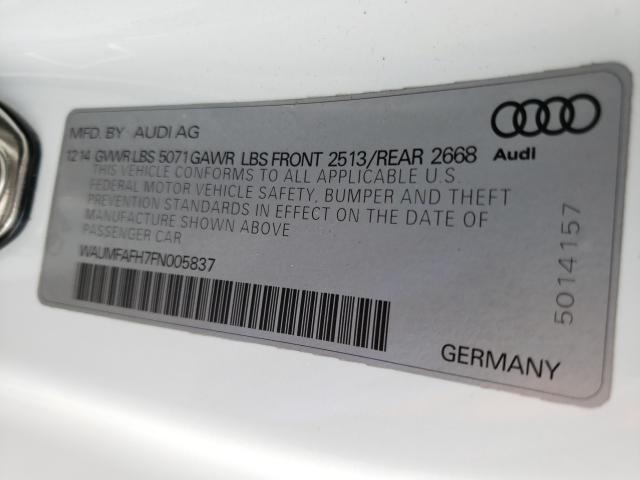 MFD. BY AUDI AG
12 14 GVWR LBS 5071 GAWR LBS FRONT 2513/REAR 2668
THIS VEHICLE CONFORMS TO ALL APPLICABLE U.S.
FEDERAL MOTOR VEHICLE SAFETY, BUMPER AND THEFT
PREVENTION STANDARDS IN EFFECT ON THE DATE OF
MANUFACTURE SHOWN ABOVE
PASSENGER CAR
WAUMFAFH7FN005837
Audi
5014157
GERMANY